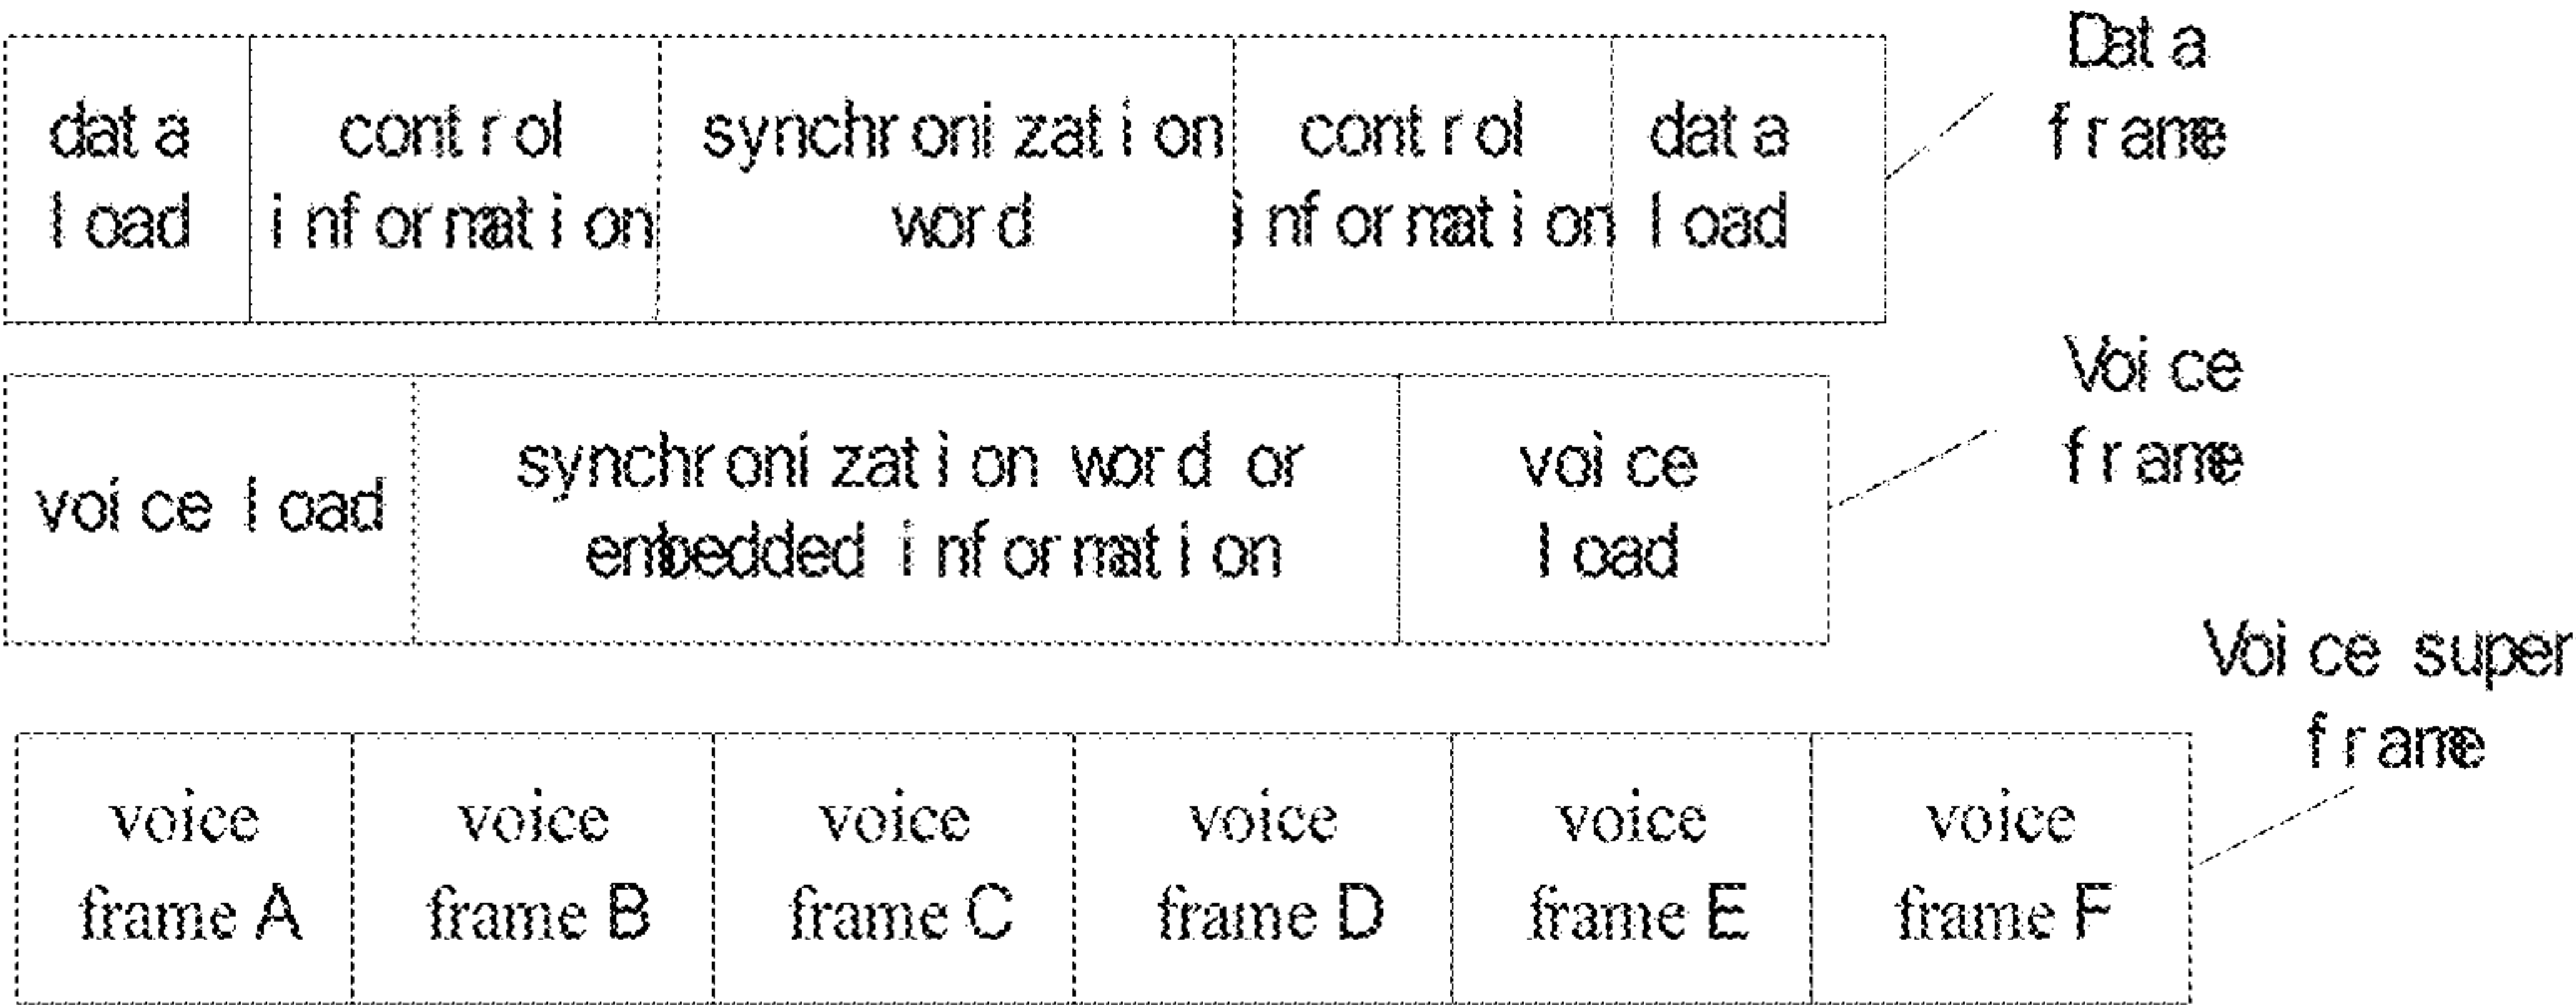 data control synchronization control data
load information word information load
Data
frame
voice load synchronization word or voice
embedded information load
Voice
frame
Voice super
frame
voice voice voice voice voice voice
frame A frame B frame C frame D frame E frame F